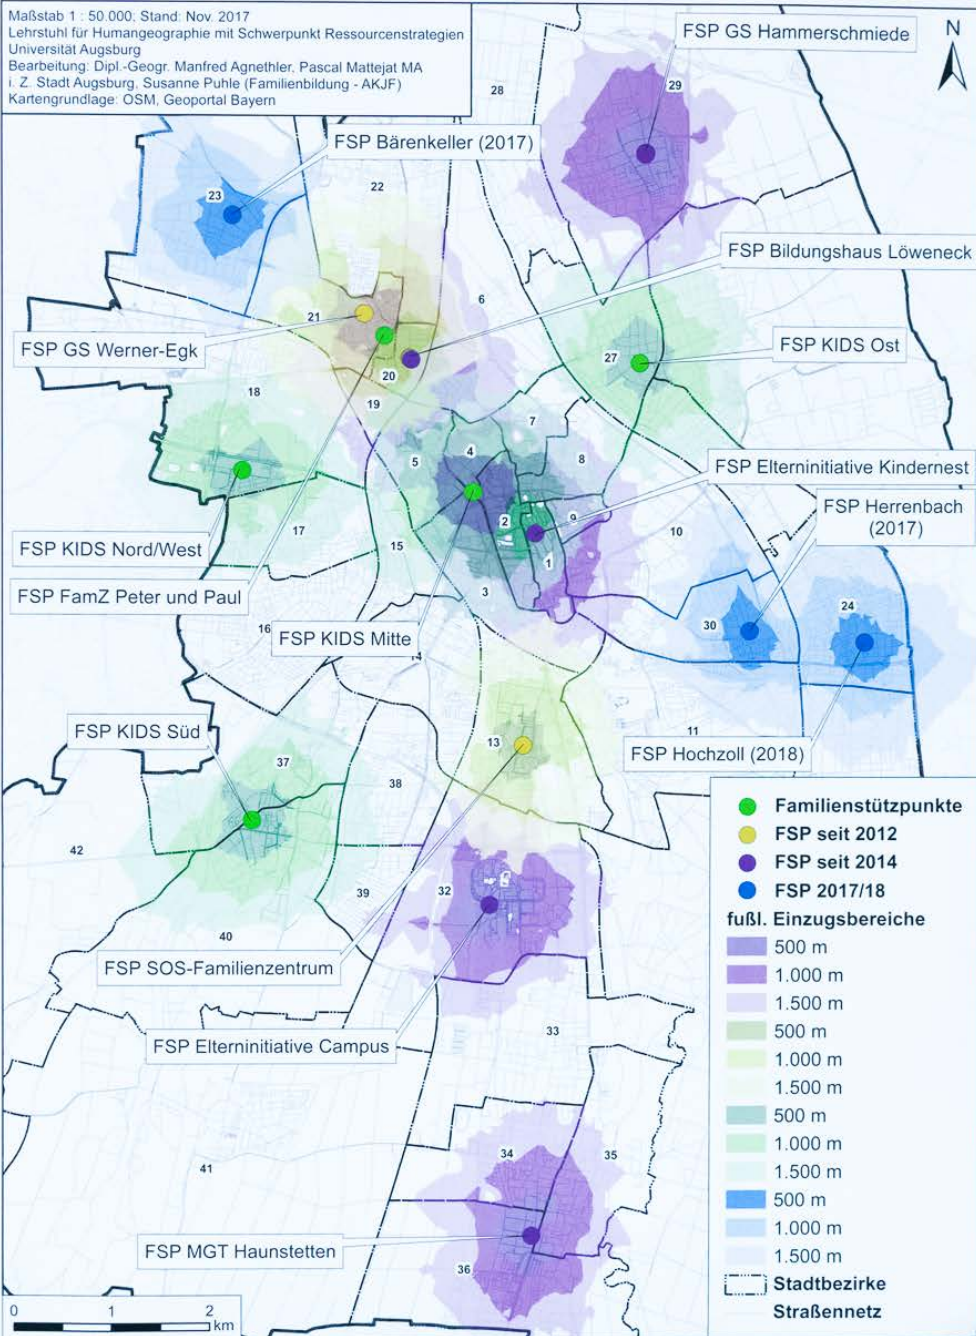 Maßstab 1 : 50.000; Stand: Nov. 2017
Lehrstuhl für Humangeographie mit Schwerpunkt Ressourcenstrategien
Universität Augsburg
Bearbeitung: Dipl.-Geogr. Manfred Agnethler, Pascal Mattejat MA
i. Z. Stadt Augsburg, Susanne Puhle (Familienbildung - AKJF)
Kartengrundlage: OSM, Geoportal Bayern
N
FSP GS Hammerschmiede
28
29
FSP Bärenkeller (2017)
22
23
FSP Bildungshaus Löweneck
6
21
FSP GS Werner-Egk
FSP KIDS Ost
27
20
18
19
7
4
5
8
FSP Elterninitiative Kindernest
FSP Herrenbach
(2017)
2
9
10
17
15
1
FSP KIDS Nord/West
3
FSP FamZ Peter und Paul
24
30
16
FSP KIDS Mitte
FSP KIDS Süd
13
11
FSP Hochzoll (2018)
37
38
42
39
32
40
FSP SOS-Familienzentrum
FSP Elterninitiative Campus
33
34
35
41
FSP MGT Haunstetten
36
Familienstützpunkte
FSP seit 2012
FSP seit 2014
FSP 2017/18
fußl. Einzugsbereiche
500 m
1.000 m
1.500 m
500 m
1.000 m
1.500 m
500 m
1.000 m
1.500 m
500 m
1.000 m
1.500 m
Stadtbezirke
Straßennetz
0 1 2
km